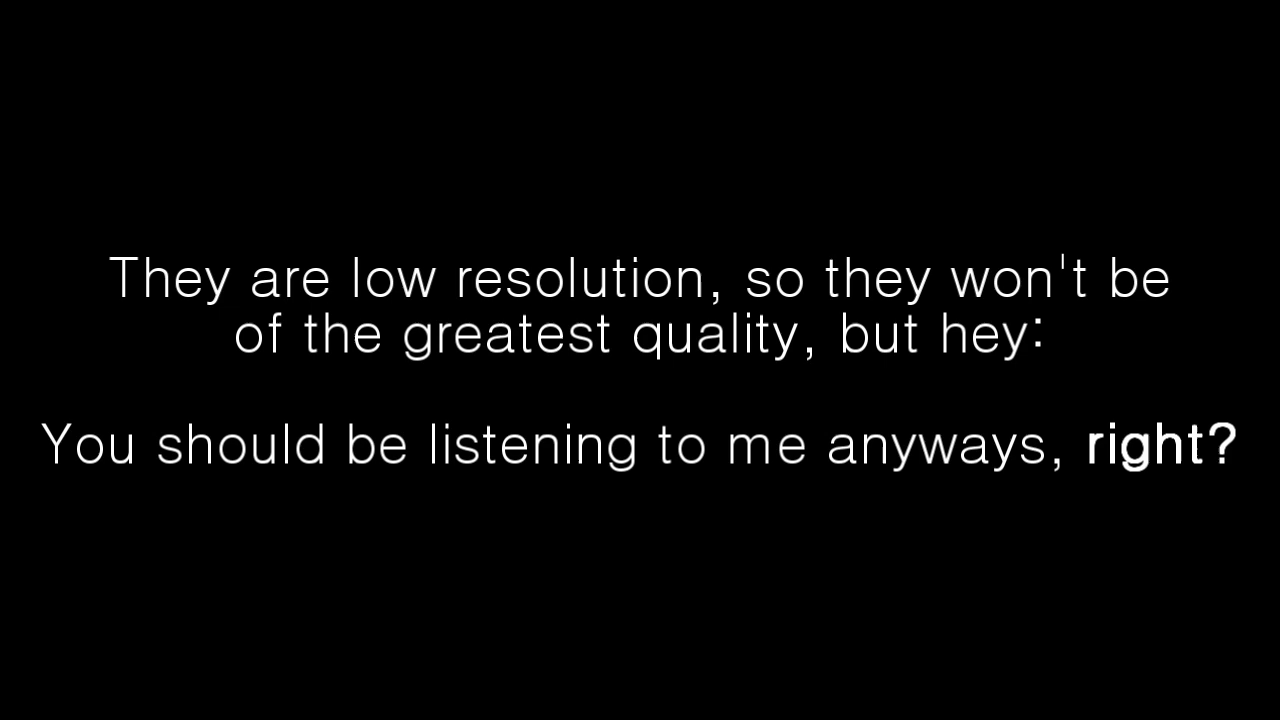 They are low resolution, so they won't be
of the greatest quality, but hey:
You should be listening to me anyways, right?